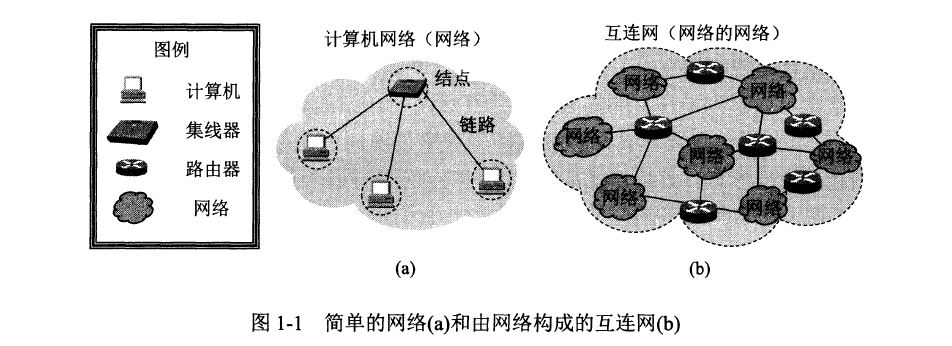 图例
计算机
集线器
路由器
网络
计算机网络（网络）
结点
链路
(a)
互连网（网络的网络）
网络
网络
网络
网络
网络
网络
网络
(b)
图 1-1 简单的网络(a)和由网络构成的互连网(b)